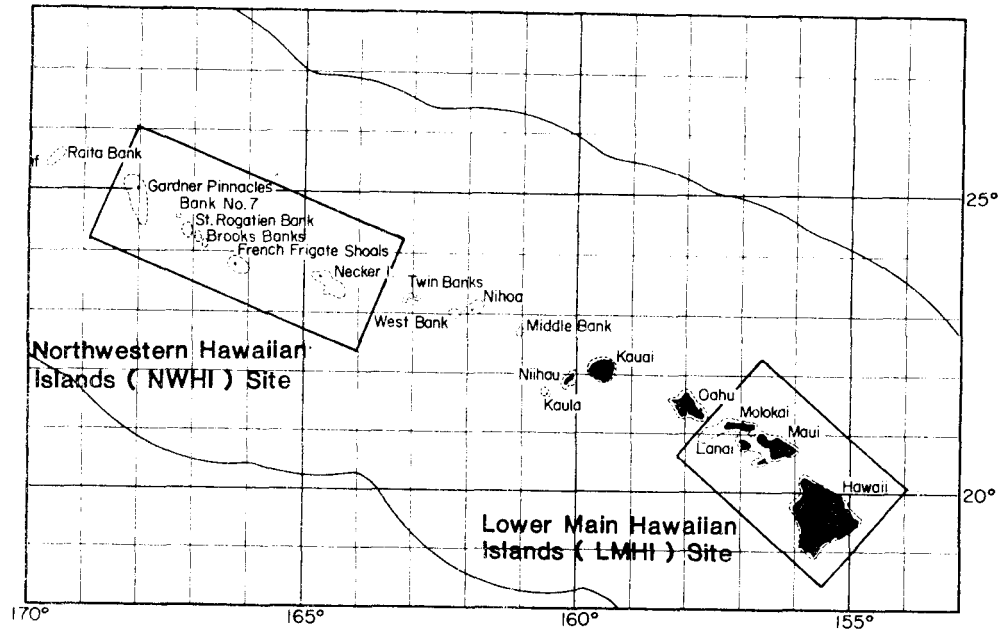 Raita Bank
Gardner Pinnacles
Bank No. 7
St. Rogatien Bank
Brooks Banks
French Frigate Shoals
Necker I
25°
Twin Banks
Nihoa
West Bank
Middle Bank
Northwestern Hawaiian
Islands ( NWHI ) Site
Kauai
Niihau
Kaula
Oahu
Molokai
Maui
Lanai
Hawaii
20°
Lower Main Hawaiian
Islands ( LMHI ) Site
170°
165°
160°
155°